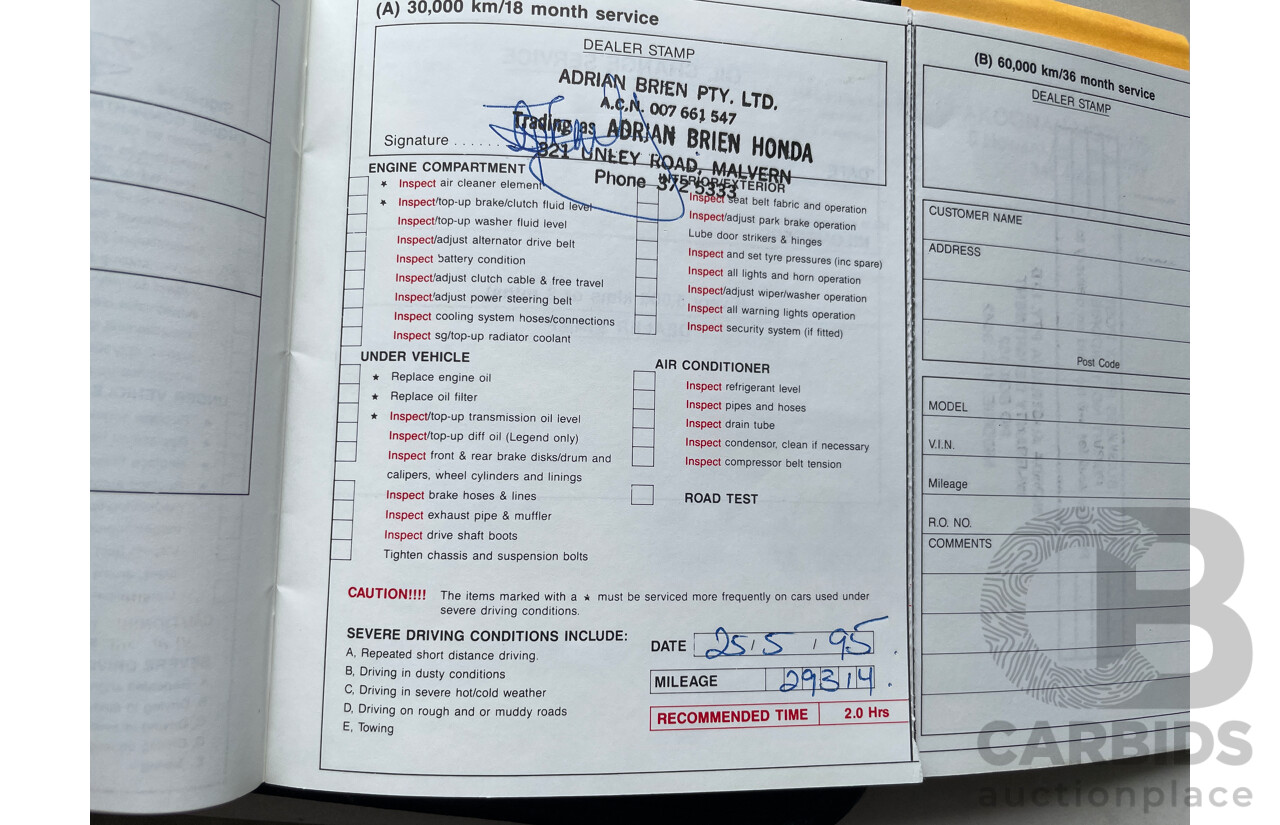 (A) 30,000 km/18 month service
DEALER STAMP
ADRIAN BRIEN PTY. LTD.
A.C.N. 007 661 547
Trading as ADRIAN BRIEN HONDA
321 UNLEY ROAD, MALVERN
Phone 372 5333
Signature . . . . . .
ENGINE COMPARTMENT
★ Inspect air cleaner element
★ Inspect/top-up brake/clutch fluid level
Inspect/top-up washer fluid level
Inspect/adjust alternator drive belt
Inspect battery condition
Inspect/adjust clutch cable & free travel
Inspect/adjust power steering belt
Inspect cooling system hoses/connections
Inspect sg/top-up radiator coolant
UNDER VEHICLE
★ Replace engine oil
★ Replace oil filter
★ Inspect/top-up transmission oil level
Inspect/top-up diff oil (Legend only)
Inspect front & rear brake disks/drum and
calipers, wheel cylinders and linings
Inspect brake hoses & lines
Inspect exhaust pipe & muffler
Inspect drive shaft boots
Tighten chassis and suspension bolts
INTERIOR/EXTERIOR
Inspect seat belt fabric and operation
Inspect/adjust park brake operation
Lube door strikers & hinges
Inspect and set tyre pressures (inc spare)
Inspect all lights and horn operation
Inspect/adjust wiper/washer operation
Inspect all warning lights operation
Inspect security system (if fitted)
AIR CONDITIONER
Inspect refrigerant level
Inspect pipes and hoses
Inspect drain tube
Inspect condensor, clean if necessary
Inspect compressor belt tension
ROAD TEST
CAUTION!!!! The items marked with a ★ must be serviced more frequently on cars used under
severe driving conditions.
SEVERE DRIVING CONDITIONS INCLUDE:
A, Repeated short distance driving.
B, Driving in dusty conditions
C, Driving in severe hot/cold weather
D, Driving on rough and or muddy roads
E, Towing
DATE 25 / 5 / 95
MILEAGE 29314
RECOMMENDED TIME 2.0 Hrs
(B) 60,000 km/36 month service
DEALER STAMP
CUSTOMER NAME
ADDRESS
Post Code
MODEL
V.I.N.
Mileage
R.O. NO.
COMMENTS
CARBIDS
auctionplace